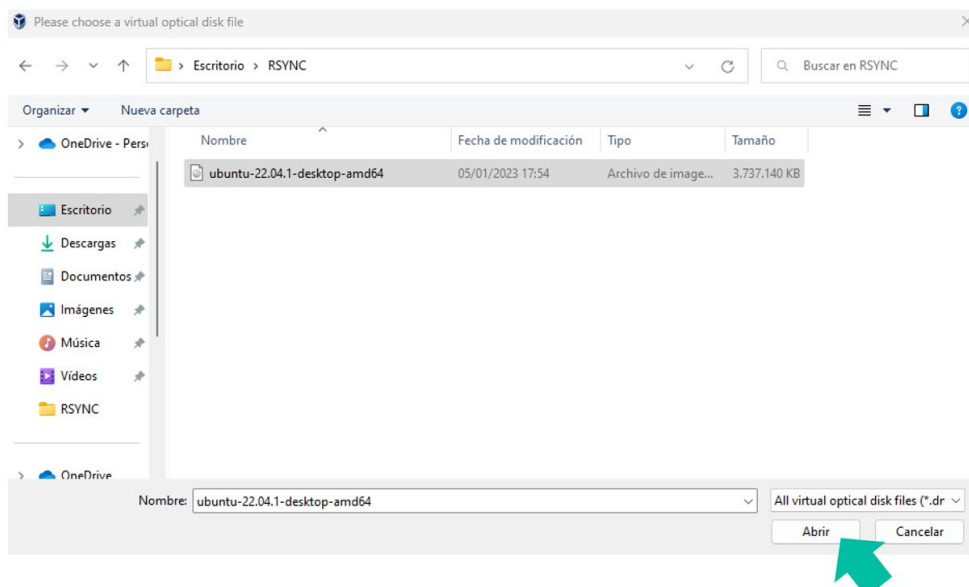 Please choose a virtual optical disk file
Escritorio > RSYNC
Buscar en RSYNC
Organizar
Nueva carpeta
?
OneDrive - Pers
Escritorio
Descargas
Documentos
Imágenes
Música
Vídeos
RSYNC
OneDrive
Nombre Fecha de modificación Tipo Tamaño
ubuntu-22.04.1-desktop-amd64 05/01/2023 17:54 Archivo de image... 3.737.140 KB
Nombre: ubuntu-22.04.1-desktop-amd64
All virtual optical disk files (*.dr
Abrir Cancelar